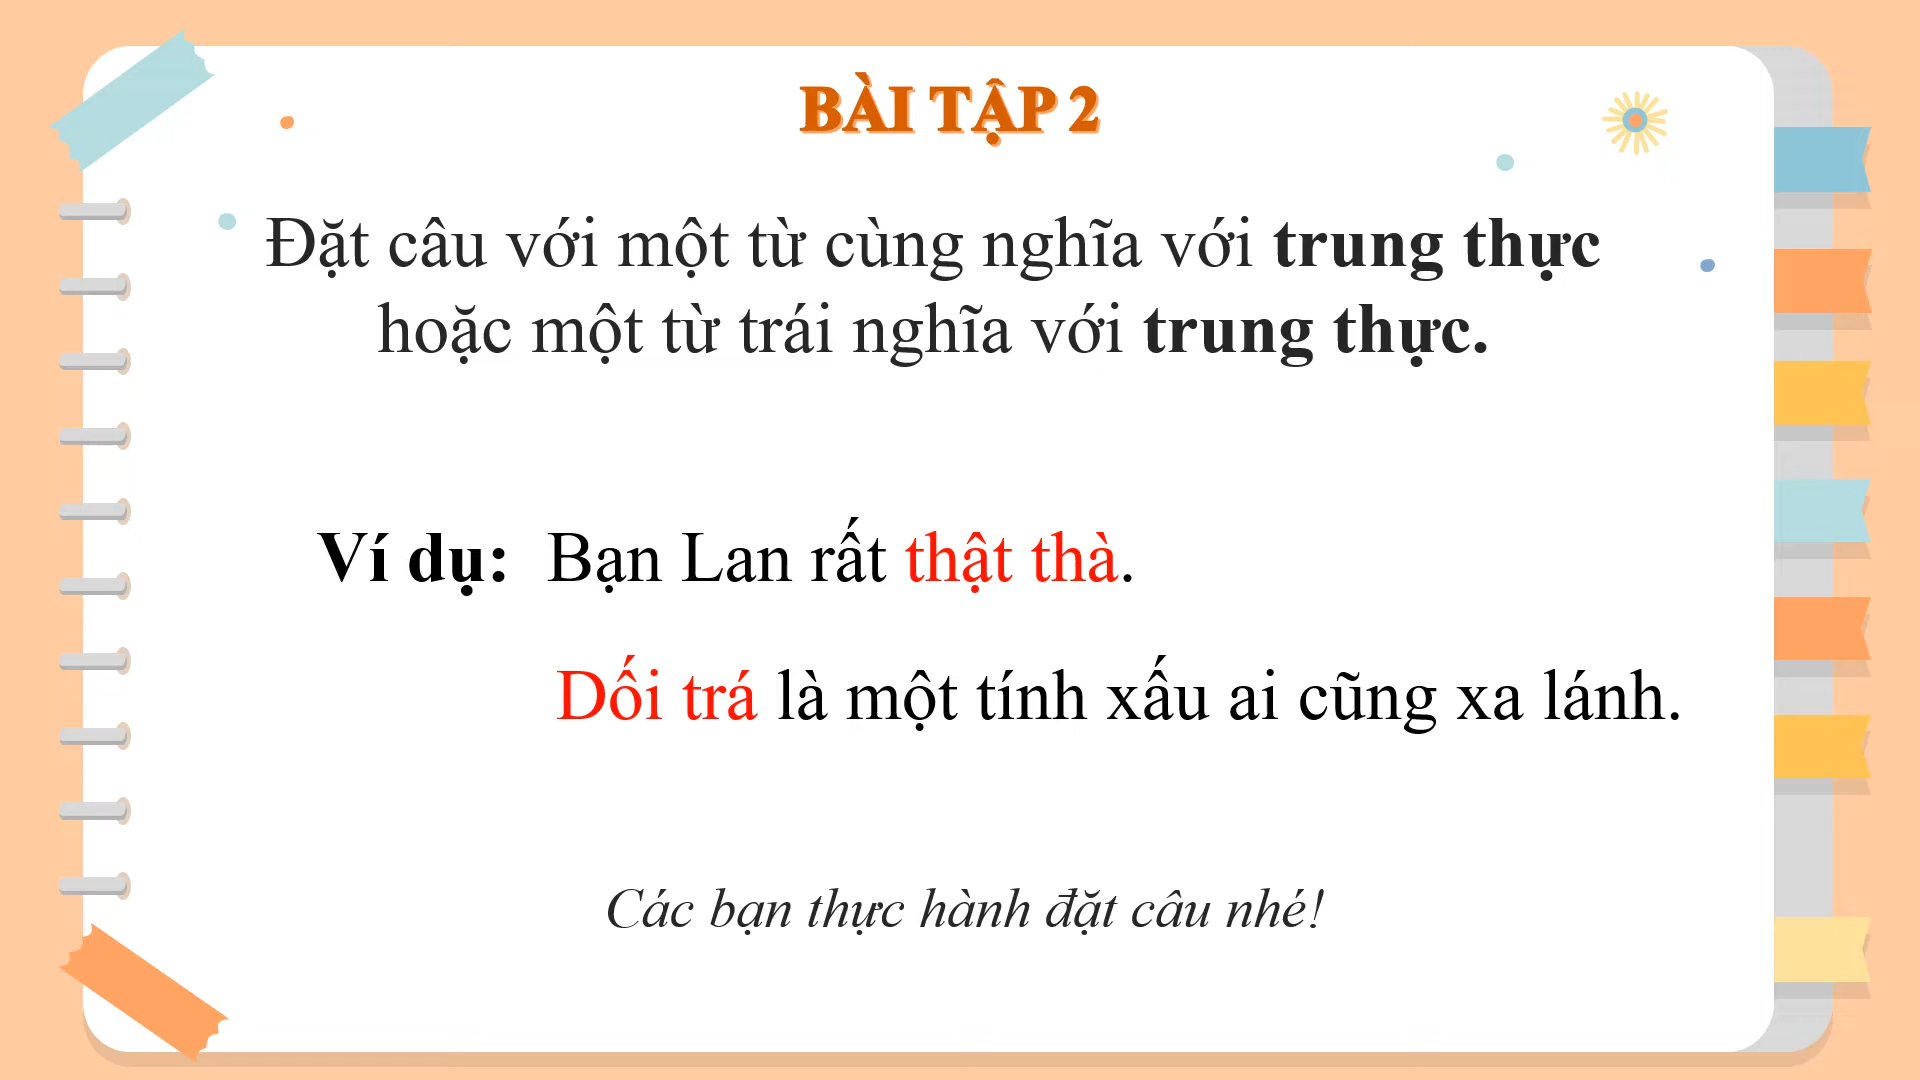 BÀI TẬP 2
Đặt câu với một từ cùng nghĩa với trung thực
hoặc một từ trái nghĩa với trung thực.
Ví dụ: Bạn Lan rất thật thà.
Dối trá là một tính xấu ai cũng xa lánh.
Các bạn thực hành đặt câu nhé!